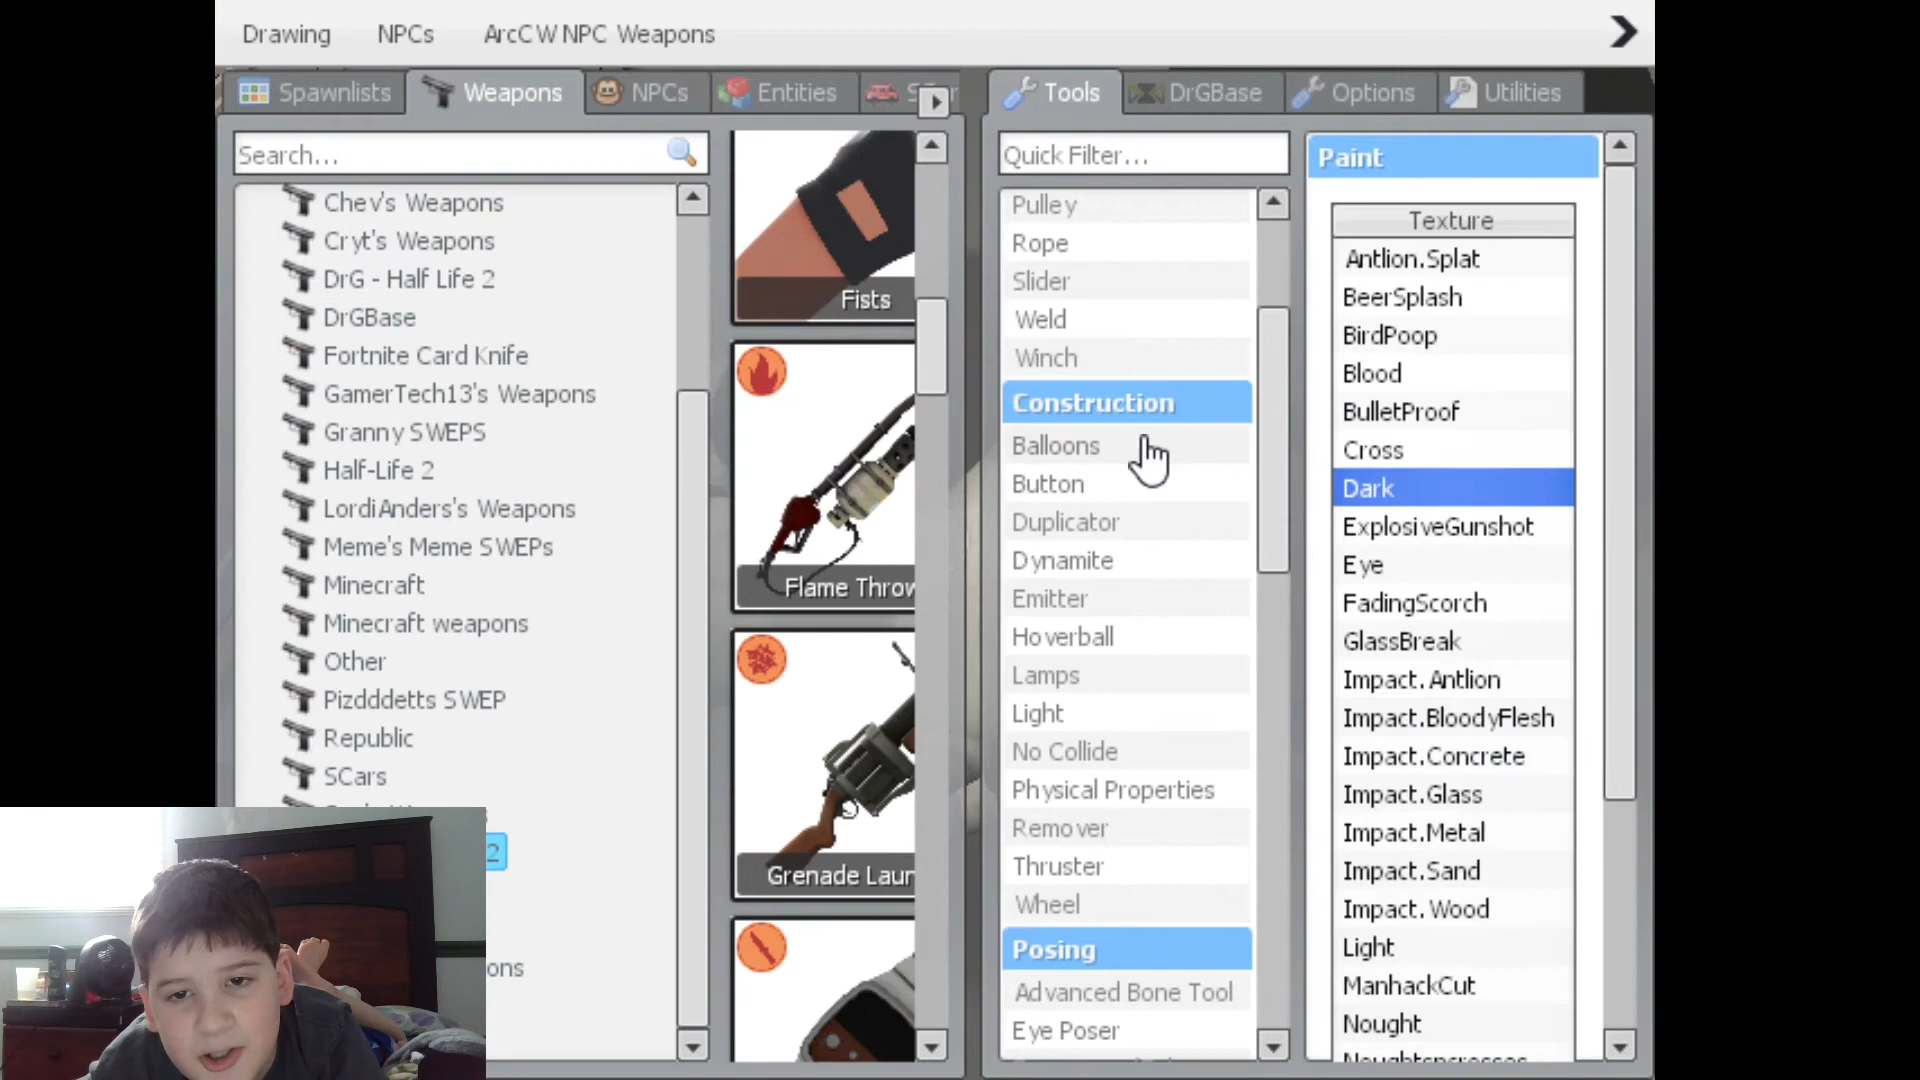 Drawing NPCs ArcCW NPC Weapons
Spawnlists Weapons NPCs Entities
Tools DrGBase Options Utilities
Search...
Chev's Weapons
Cryt's Weapons
DrG - Half Life 2
DrGBase
Fortnite Card Knife
GamerTech13's Weapons
Granny SWEPS
Half-Life 2
LordiAnders's Weapons
Meme's Meme SWEPs
Minecraft
Minecraft weapons
Other
Pizdddetts SWEP
Republic
SCars
2
ons
Fists
Flame Throw
Grenade Laun
Quick Filter...
Pulley
Rope
Slider
Weld
Winch
Construction
Balloons
Button
Duplicator
Dynamite
Emitter
Hoverball
Lamps
Light
No Collide
Physical Properties
Remover
Thruster
Wheel
Posing
Advanced Bone Tool
Eye Poser
Paint
Texture
Antlion.Splat
BeerSplash
BirdPoop
Blood
BulletProof
Cross
Dark
ExplosiveGunshot
Eye
FadingScorch
GlassBreak
Impact.Antlion
Impact.BloodyFlesh
Impact.Concrete
Impact.Glass
Impact.Metal
Impact.Sand
Impact.Wood
Light
ManhackCut
Nought
Noughtsncrosses